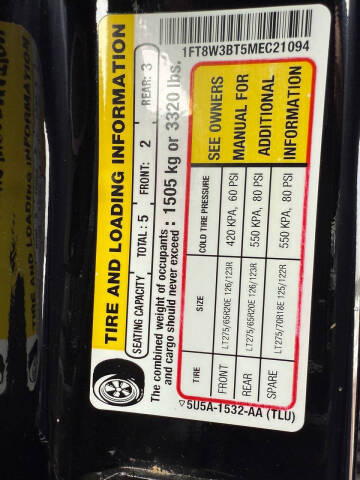 1FT8W3BT5MEC21094
TIRE AND LOADING INFORMATION
SEATING CAPACITY TOTAL: 5 FRONT: 2 REAR: 3
The combined weight of occupants
and cargo should never exceed : 1505 kg or 3320 lbs.
TIRE SIZE COLD TIRE PRESSURE SEE OWNERS
FRONT LT275/65R20E 126/123R 420 KPA, 60 PSI MANUAL FOR
REAR LT275/65R20E 126/123R 550 KPA, 80 PSI ADDITIONAL
SPARE LT275/70R18E 125/122R 550 KPA, 80 PSI INFORMATION
5U5A-1532-AA (TLU)